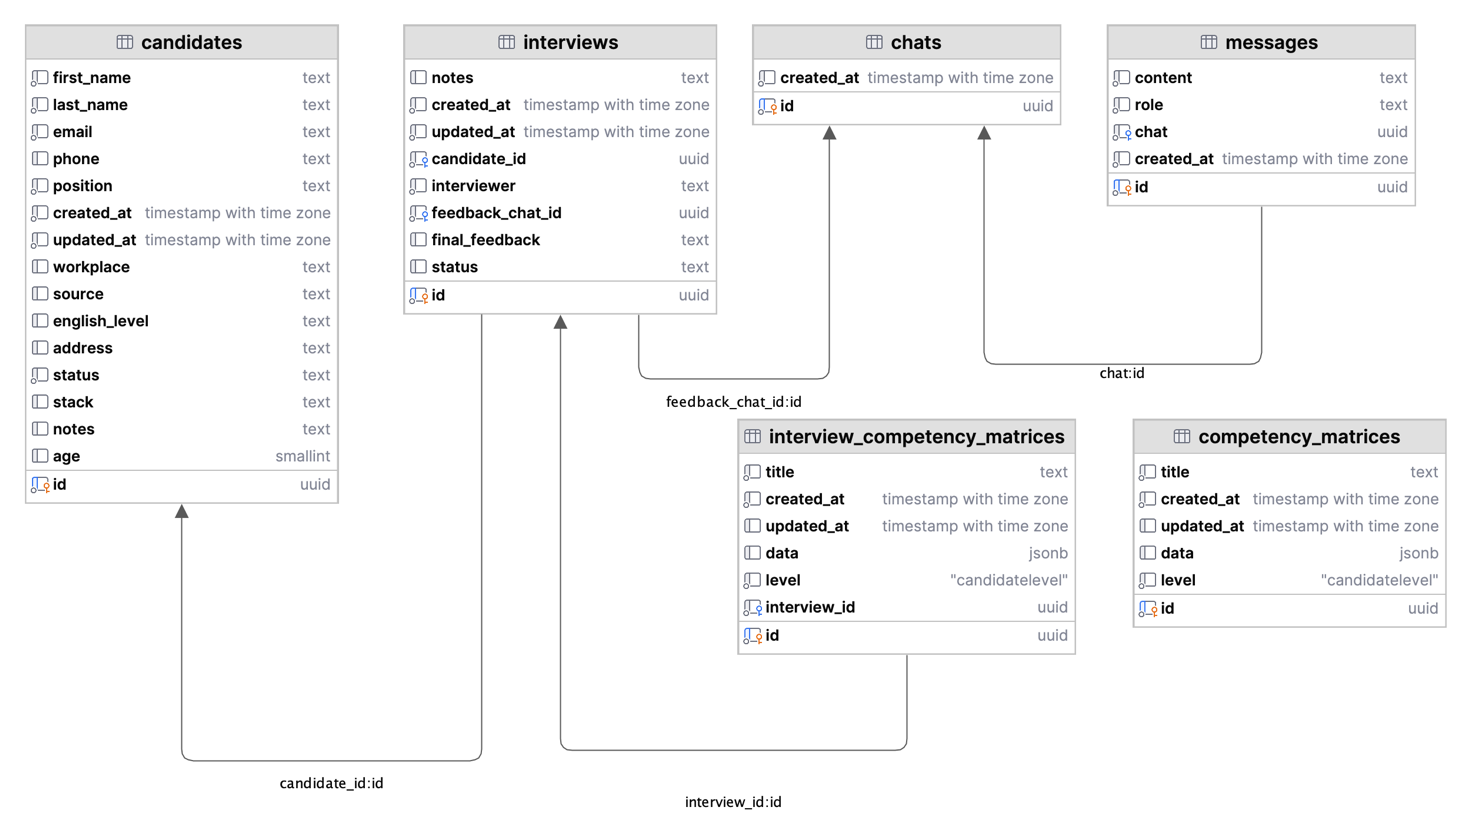 candidates
first_name text
last_name text
email text
phone text
position text
created_at timestamp with time zone
updated_at timestamp with time zone
workplace text
source text
english_level text
address text
status text
stack text
notes text
age smallint
id uuid
interviews
notes text
created_at timestamp with time zone
updated_at timestamp with time zone
candidate_id uuid
interviewer text
feedback_chat_id uuid
final_feedback text
status text
id uuid
chats
created_at timestamp with time zone
id uuid
messages
content text
role text
chat uuid
created_at timestamp with time zone
id uuid
chat:id
feedback_chat_id:id
interview_competency_matrices
title text
created_at timestamp with time zone
updated_at timestamp with time zone
data jsonb
level "candidatelevel"
interview_id uuid
id uuid
competency_matrices
title text
created_at timestamp with time zone
updated_at timestamp with time zone
data jsonb
level "candidatelevel"
id uuid
candidate_id:id
interview_id:id